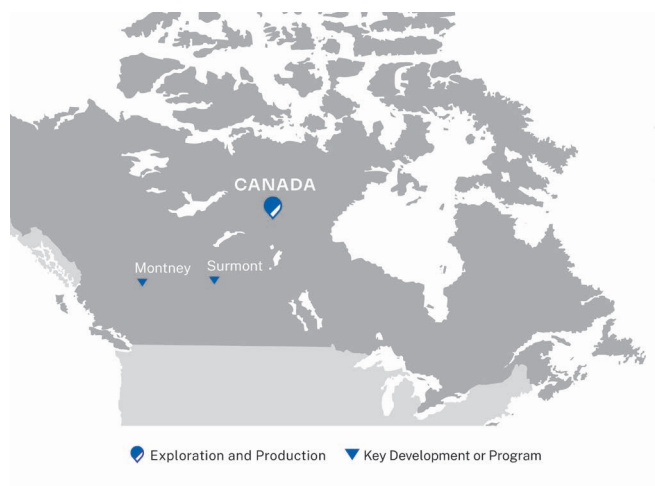 CANADA
Montney
Surmont
Exploration and Production
Key Development or Program